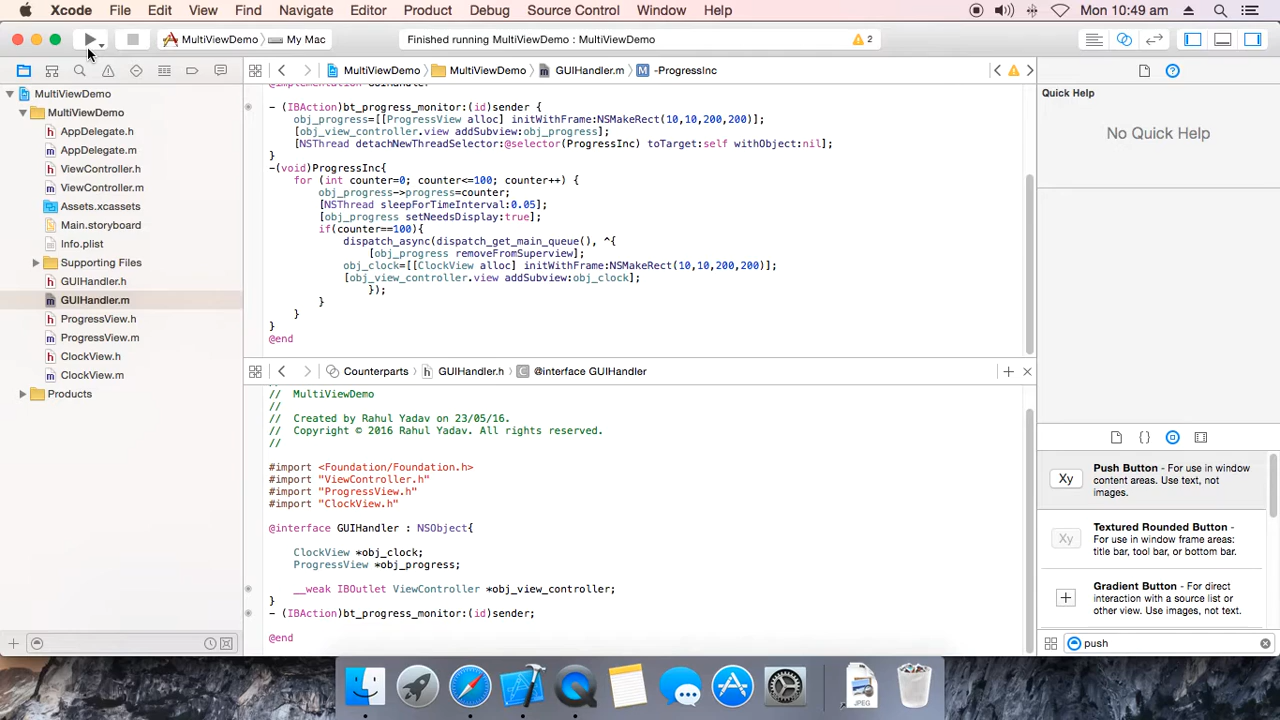 Xcode File Edit View Find Navigate Editor Product Debug Source Control Window Help Mon 10:49 am
MultiViewDemo My Mac Finished running MultiViewDemo : MultiViewDemo 2
MultiViewDemo
MultiViewDemo
AppDelegate.h
AppDelegate.m
ViewController.h
ViewController.m
Assets.xcassets
Main.storyboard
Info.plist
Supporting Files
GUIHandler.h
GUIHandler.m
ProgressView.h
ProgressView.m
ClockView.h
ClockView.m
Products
MultiViewDemo MultiViewDemo GUIHandler.m M -ProgressInc
@implementation GUIHandler
- (IBAction)bt_progress_monitor:(id)sender {
obj_progress=[[ProgressView alloc] initWithFrame:NSMakeRect(10,10,200,200)];
[obj_view_controller.view addSubview:obj_progress];
[NSThread detachNewThreadSelector:@selector(ProgressInc) toTarget:self withObject:nil];
}
-(void)ProgressInc{
for (int counter=0; counter<=100; counter++) {
obj_progress->progress=counter;
[NSThread sleepForTimeInterval:0.05];
[obj_progress setNeedsDisplay:true];
if(counter==100){
dispatch_async(dispatch_get_main_queue(), ^{
[obj_progress removeFromSuperview];
obj_clock=[[ClockView alloc] initWithFrame:NSMakeRect(10,10,200,200)];
[obj_view_controller.view addSubview:obj_clock];
});
}
}
}
@end
Counterparts GUIHandler.h C @interface GUIHandler
// MultiViewDemo
//
// Created by Rahul Yadav on 23/05/16.
// Copyright © 2016 Rahul Yadav. All rights reserved.
//
#import <Foundation/Foundation.h>
#import "ViewController.h"
#import "ProgressView.h"
#import "ClockView.h"
@interface GUIHandler : NSObject{
ClockView *obj_clock;
ProgressView *obj_progress;
__weak IBOutlet ViewController *obj_view_controller;
}
- (IBAction)bt_progress_monitor:(id)sender;
@end
Quick Help
No Quick Help
Xy
Push Button - For use in window
content areas. Use text, not
images.
Xy
Textured Rounded Button -
For use in window frame areas:
title bar, tool bar, or bottom bar.
Gradient Button - For direct
interaction with a source list or
other view. Use images, not text.
push
JPEG